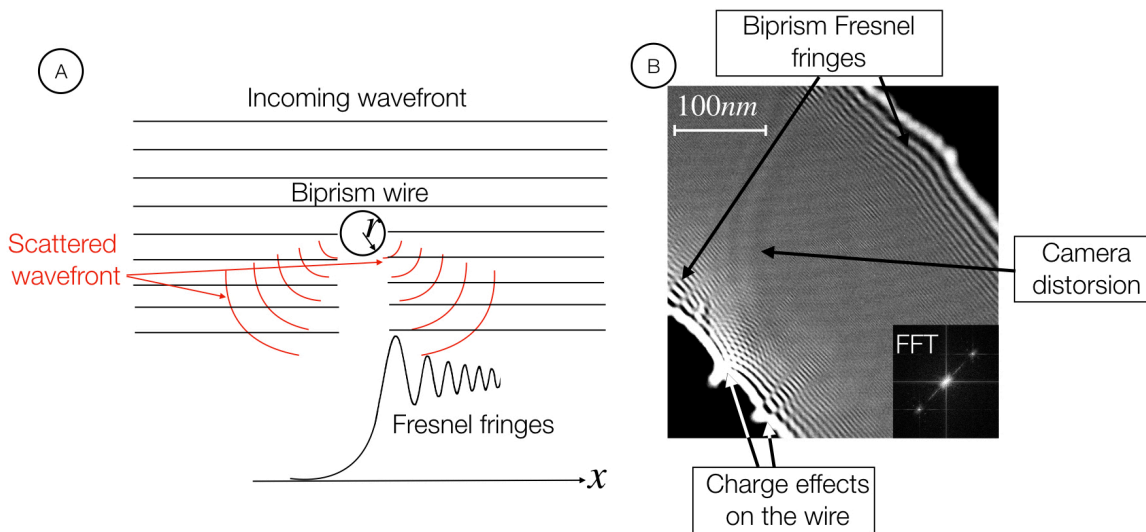 A
Incoming wavefront
Biprism wire
r
Scattered
wavefront
Fresnel fringes
x
B
Biprism Fresnel
fringes
100nm
Camera
distorsion
FFT
Charge effects
on the wire